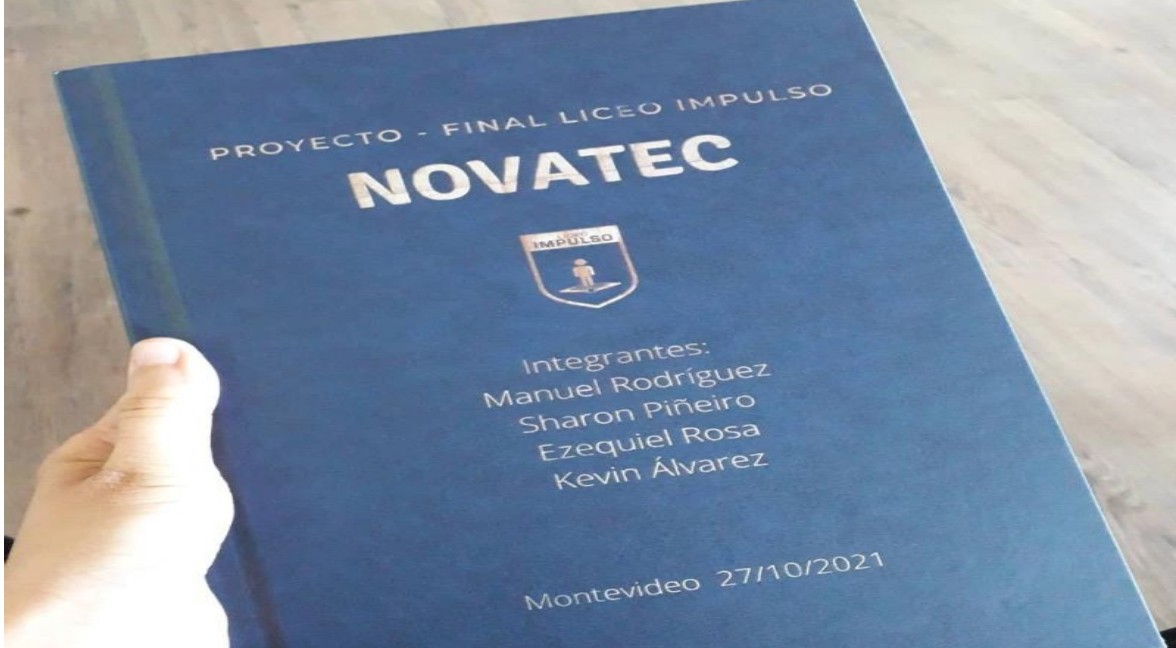 PROYECTO - FINAL LICEO IMPULSO
NOVATEC
LICEO
IMPULSO
Integrantes:
Manuel Rodríguez
Sharon Piñeiro
Ezequiel Rosa
Kevin Álvarez
Montevideo 27/10/2021